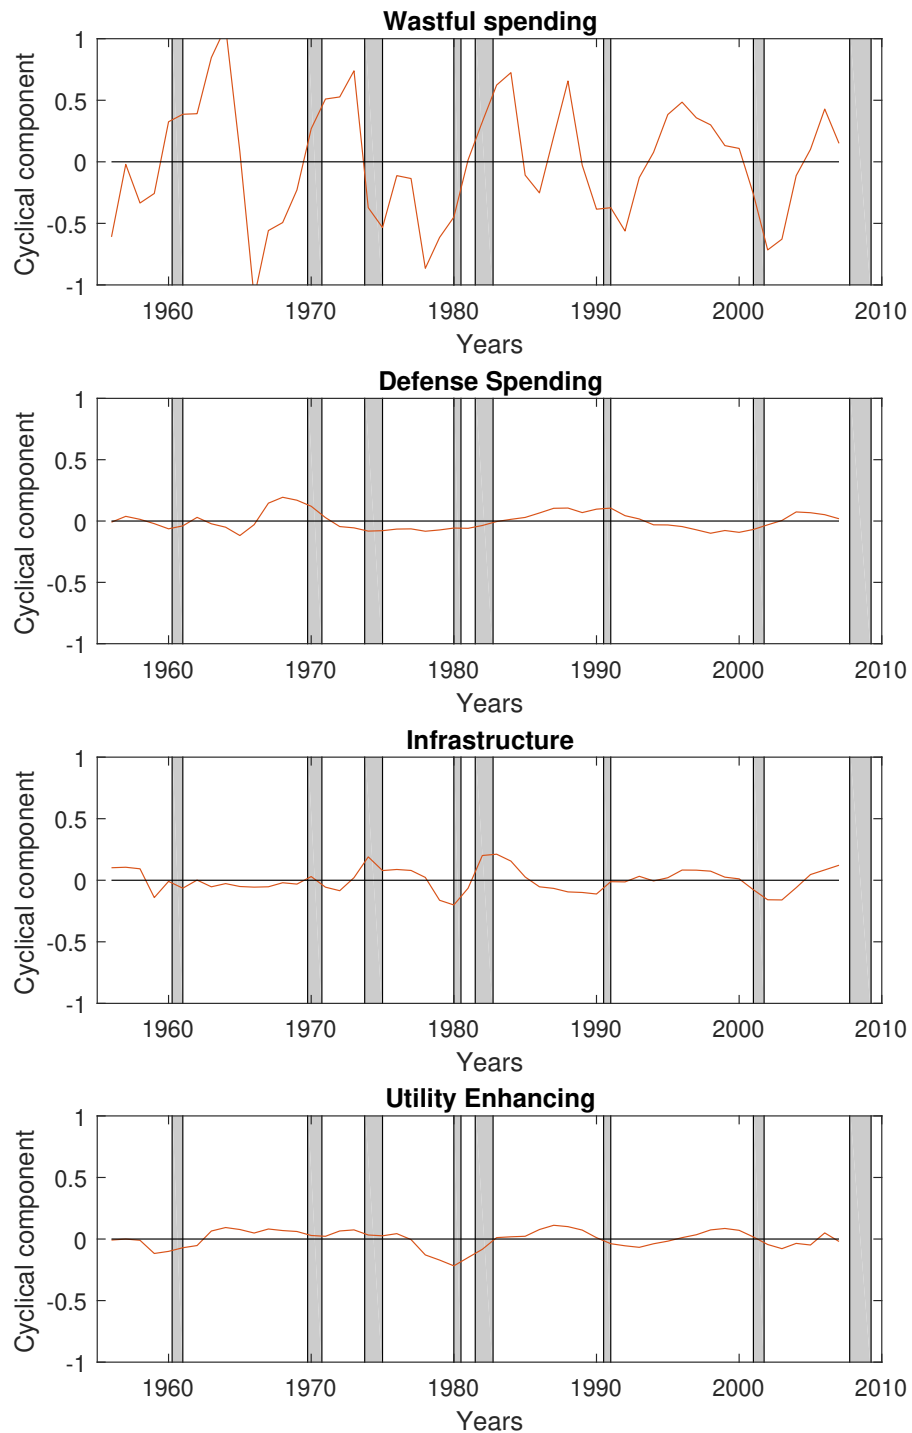 Wastful spending
Cyclical component
1
0.5
0
-0.5
-1
1960 1970 1980 1990 2000 2010
Years
Defense Spending
Cyclical component
1
0.5
0
-0.5
-1
1960 1970 1980 1990 2000 2010
Years
Infrastructure
Cyclical component
1
0.5
0
-0.5
-1
1960 1970 1980 1990 2000 2010
Years
Utility Enhancing
Cyclical component
1
0.5
0
-0.5
-1
1960 1970 1980 1990 2000 2010
Years